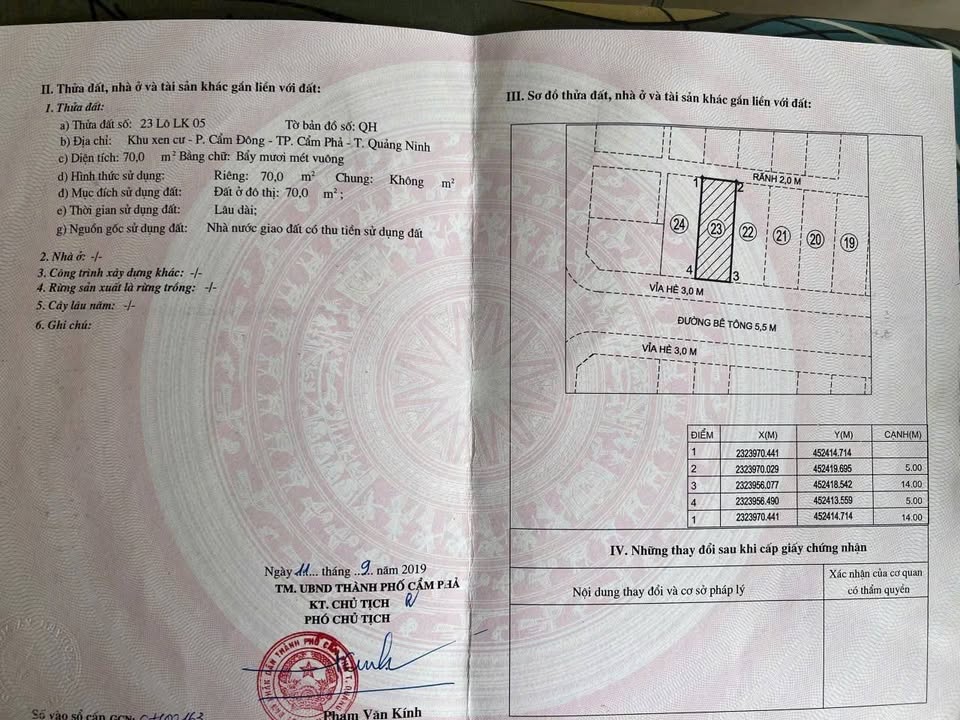 II. Thửa đất, nhà ở và tài sản khác gắn liền với đất:
1. Thửa đất:
a) Thửa đất số: 23 Lô LK 05 Tờ bản đồ số: QH
b) Địa chỉ: Khu xen cư - P. Cẩm Đông - TP. Cẩm Phả - T. Quảng Ninh
c) Diện tích: 70,0 m² Bằng chữ: Bẩy mươi mét vuông
d) Hình thức sử dụng: Riêng: 70,0 m² Chung: Không m²
đ) Mục đích sử dụng đất: Đất ở đô thị: 70,0 m² ;
e) Thời gian sử dụng đất: Lâu dài;
g) Nguồn gốc sử dụng đất: Nhà nước giao đất có thu tiền sử dụng đất
2. Nhà ở: -/-
3. Công trình xây dựng khác: -/-
4. Rừng sản xuất là rừng trồng: -/-
5. Cây lâu năm: -/-
6. Ghi chú:
Ngày 11... tháng ..9. năm 2019
TM. UBND THÀNH PHỐ CẨM PHẢ
KT. CHỦ TỊCH
PHÓ CHỦ TỊCH
Phạm Văn Kính
Số vào sổ cấp GCN:
III. Sơ đồ thửa đất, nhà ở và tài sản khác gắn liền với đất:
RÃNH 2,0 M
1 2
24 23 22 21 20 19
4 3
VỈA HÈ 3,0 M
ĐƯỜNG BÊ TÔNG 5,5 M
VỈA HÈ 3,0 M
ĐIỂM X(M) Y(M) CẠNH(M)
1 2323970.441 452414.714
2 2323970.029 452419.695 5.00
3 2323956.077 452418.542 14.00
4 2323956.490 452413.559 5.00
1 2323970.441 452414.714 14.00
IV. Những thay đổi sau khi cấp giấy chứng nhận
Nội dung thay đổi và cơ sở pháp lý
Xác nhận của cơ quan
có thẩm quyền